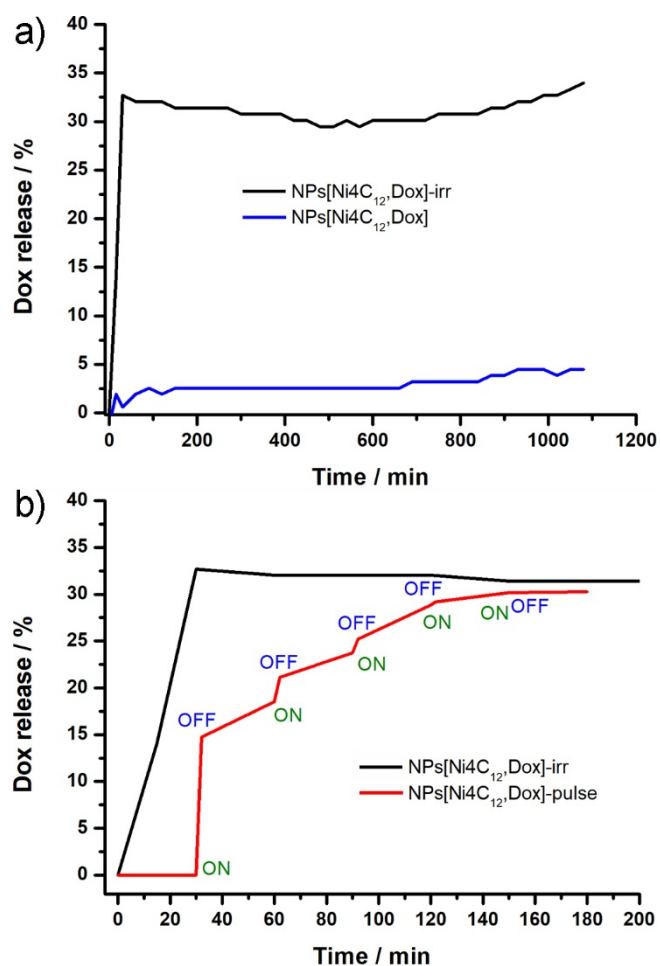 a)
40
35
30
25
20
15
10
5
0
Dox release / %
NPs[Ni4C₁₂,Dox]-irr
NPs[Ni4C₁₂,Dox]
0 200 400 600 800 1000 1200
Time / min
b)
40
35
30
25
20
15
10
5
0
Dox release / %
OFF
OFF ON OFF
OFF ON
OFF ON
ON
NPs[Ni4C₁₂,Dox]-irr
NPs[Ni4C₁₂,Dox]-pulse
ON
0 20 40 60 80 100 120 140 160 180 200
Time / min